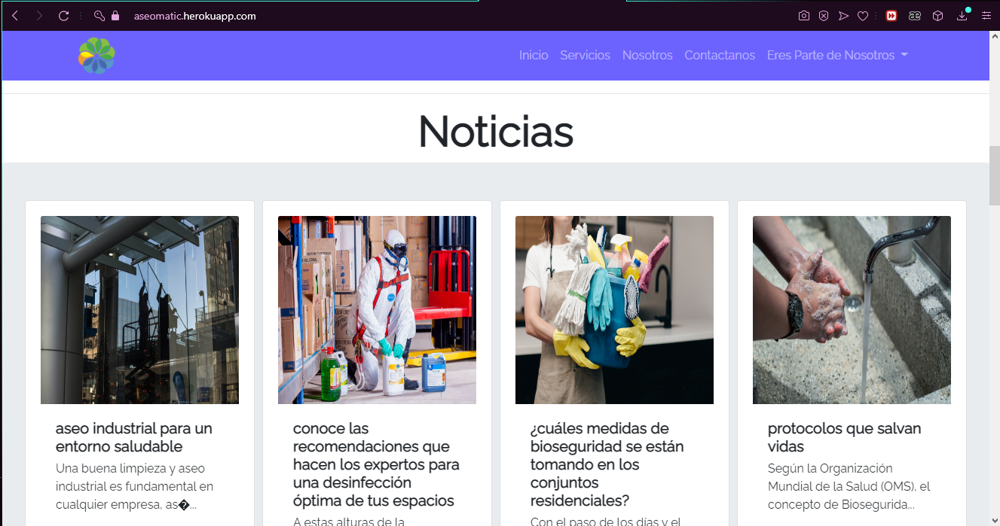 aseomatic.herokuapp.com
Inicio Servicios Nosotros Contactanos Eres Parte de Nosotros
Noticias
aseo industrial para un
entorno saludable
Una buena limpieza y aseo
industrial es fundamental en
cualquier empresa, as�...
conoce las
recomendaciones que
hacen los expertos para
una desinfección
óptima de tus espacios
A estas alturas de la
¿cuáles medidas de
bioseguridad se están
tomando en los
conjuntos
residenciales?
Con el paso de los días y el
protocolos que salvan
vidas
Según la Organización
Mundial de la Salud (OMS), el
concepto de Biosegurida...